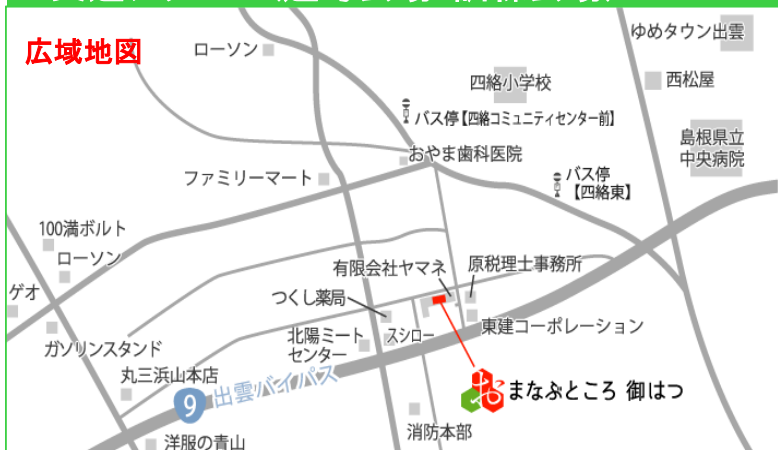 広域地図
ローソン
ゆめタウン出雲
四絡小学校
西松屋
バス停【四絡コミュニティセンター前】
島根県立
中央病院
おやま歯科医院
ファミリーマート
バス停
【四絡東】
100満ボルト
ローソン
有限会社ヤマネ
原税理士事務所
ゲオ
つくし薬局
北陽ミート
センター
スシロー
東建コーポレーション
ガソリンスタンド
丸三浜山本店
9
出雲バイパス
お
まなぶところ 御はつ
消防本部
洋服の青山